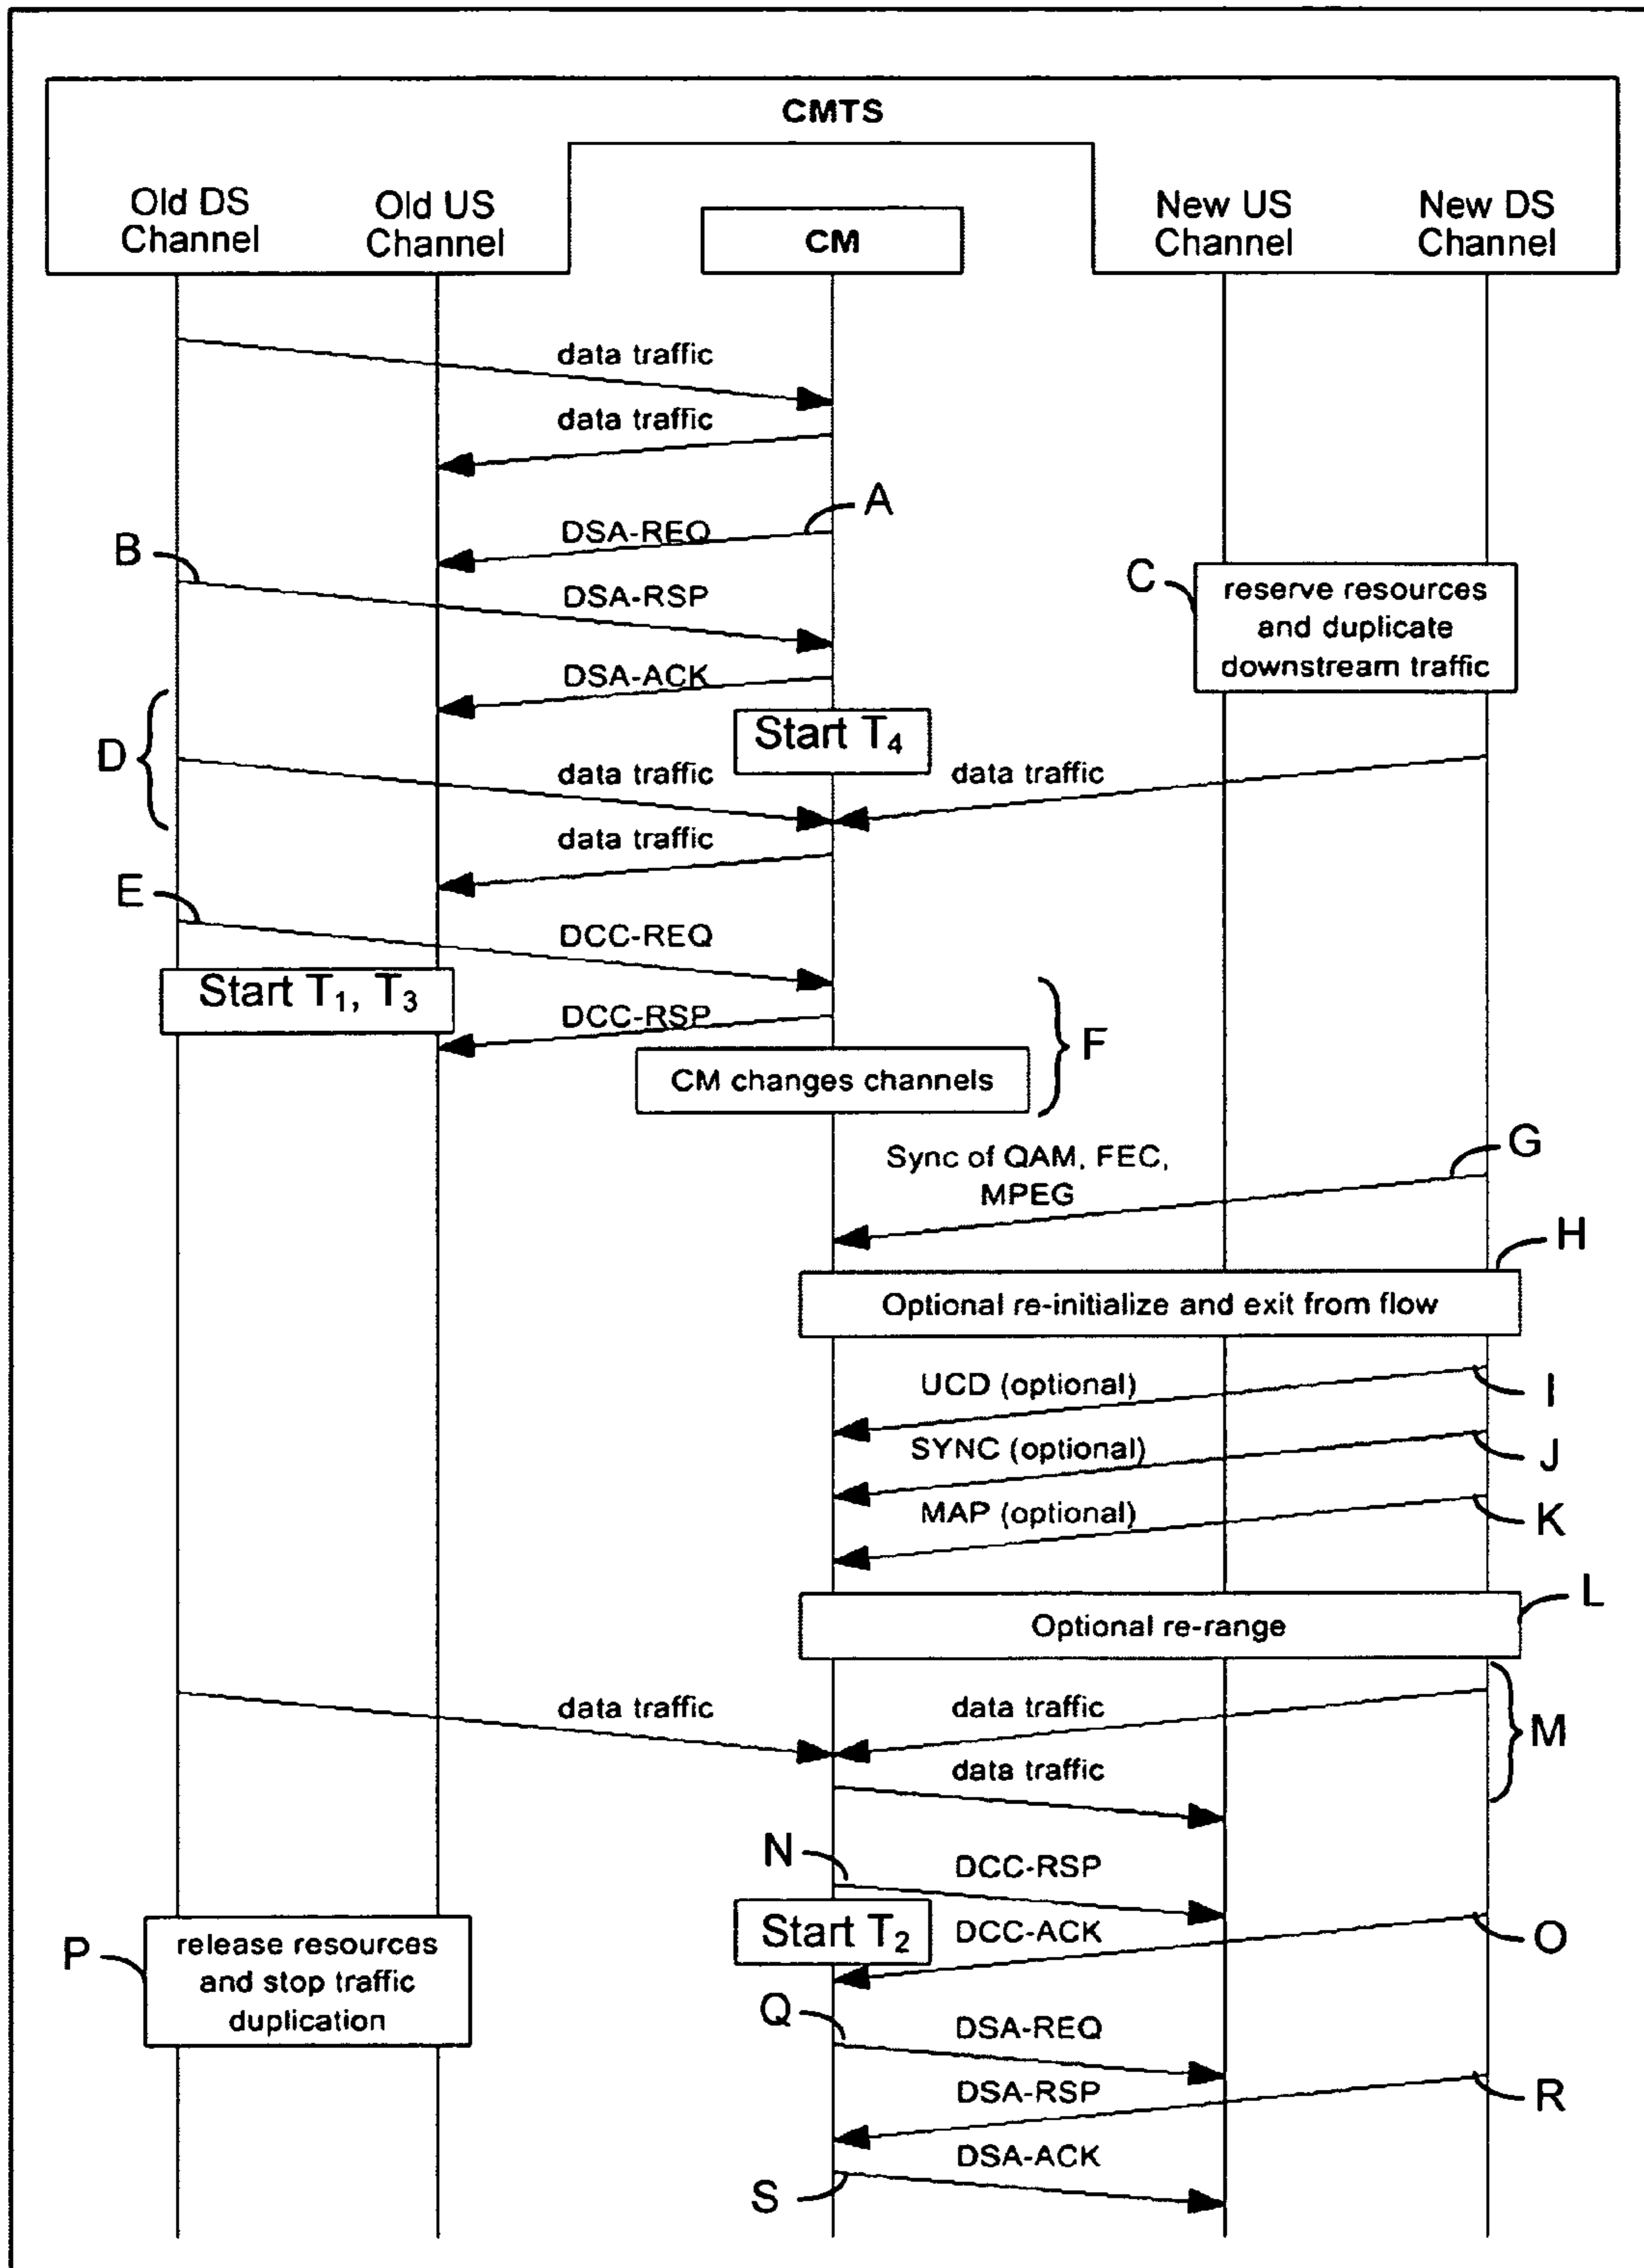 CMTS
Old DS
Channel
Old US
Channel
CM
New US
Channel
New DS
Channel
data traffic
data traffic
A
DSA-REQ
B
DSA-RSP
C
reserve resources
and duplicate
downstream traffic
DSA-ACK
D
Start T4
data traffic
data traffic
data traffic
E
DCC-REQ
Start T1, T3
DCC-RSP
F
CM changes channels
G
Sync of QAM, FEC,
MPEG
H
Optional re-initialize and exit from flow
UCD (optional)
I
SYNC (optional)
J
MAP (optional)
K
L
Optional re-range
data traffic
data traffic
M
data traffic
N
DCC-RSP
Start T2
DCC-ACK
O
P
release resources
and stop traffic
duplication
Q
DSA-REQ
DSA-RSP
R
DSA-ACK
S